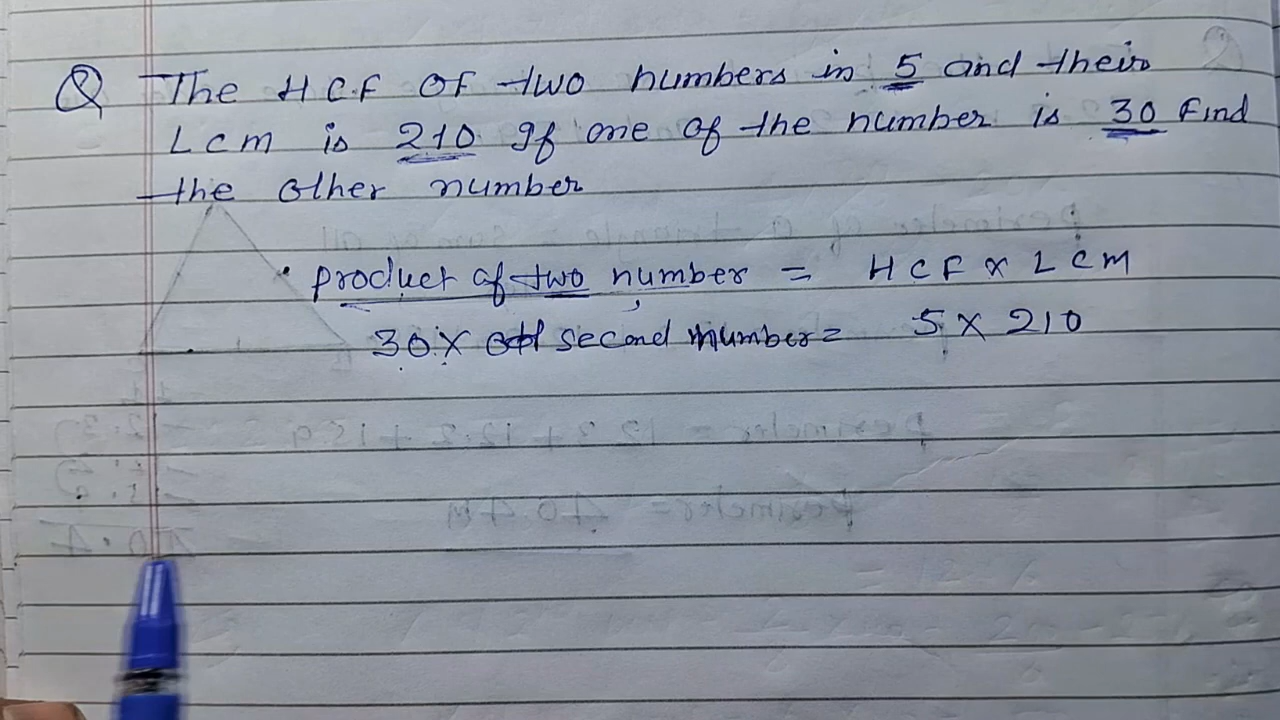 Q The HCF OF two numbers in 5 and their
LCM is 210 If one of the number is 30 Find
the other number
product of two number = HCF x LCM
30 x second number = 5 x 210